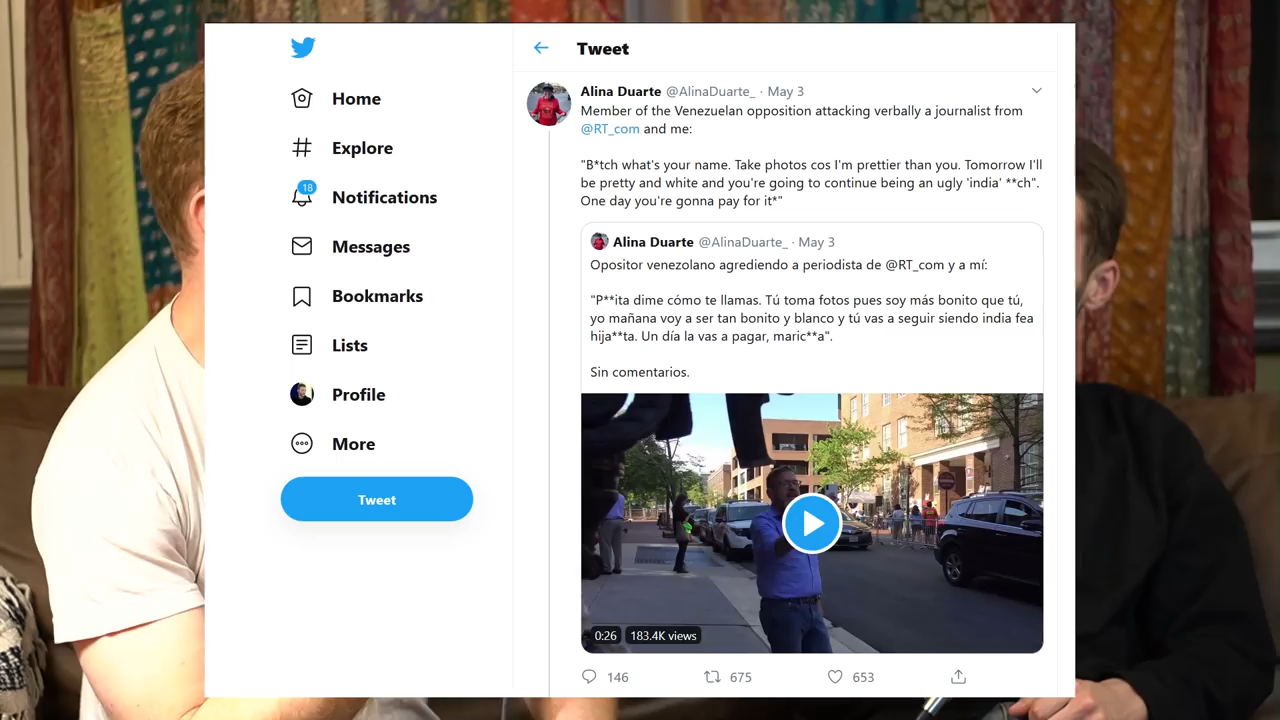 Tweet
Home
Explore
18
Notifications
Messages
Bookmarks
Lists
Profile
More
Tweet
Alina Duarte @AlinaDuarte_ · May 3
Member of the Venezuelan opposition attacking verbally a journalist from
@RT_com and me:
"B*tch what's your name. Take photos cos I'm prettier than you. Tomorrow I'll
be pretty and white and you're going to continue being an ugly 'india' **ch".
One day you're gonna pay for it*"
Alina Duarte @AlinaDuarte_ · May 3
Opositor venezolano agrediendo a periodista de @RT_com y a mí:
"P**ita dime cómo te llamas. Tú toma fotos pues soy más bonito que tú,
yo mañana voy a ser tan bonito y blanco y tú vas a seguir siendo india fea
hija**ta. Un día la vas a pagar, maric**a".
Sin comentarios.
0:26 183.4K views
146 675 653